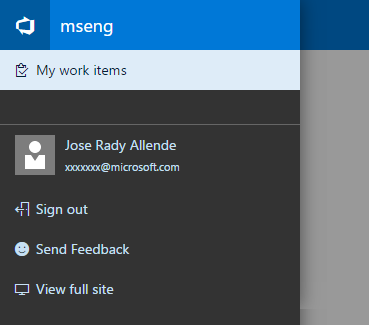 mseng
My work items
Jose Rady Allende
xxxxxxx@microsoft.com
Sign out
Send Feedback
View full site